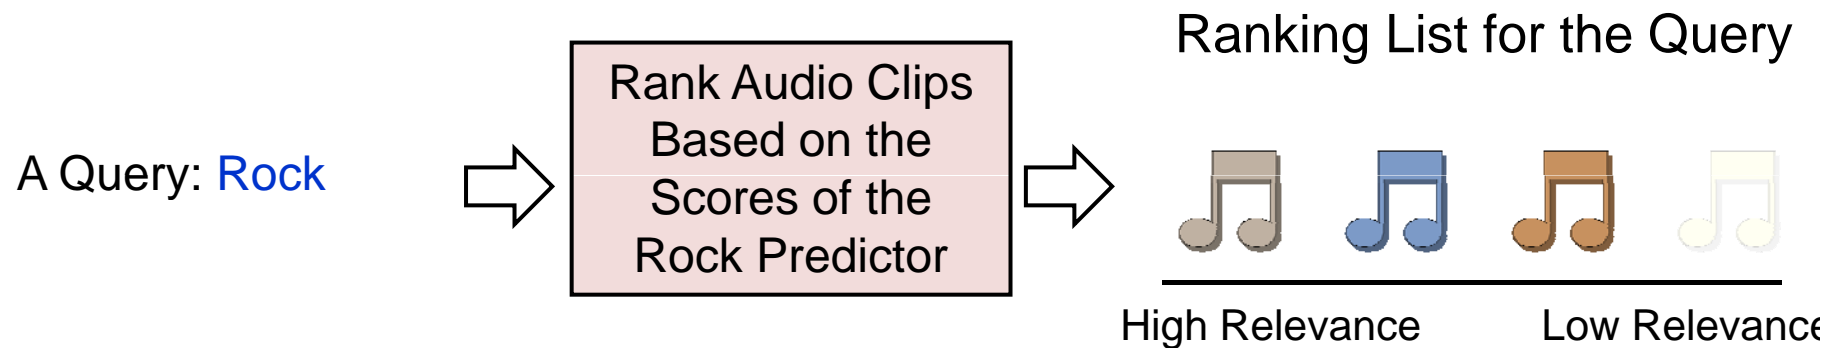 Ranking List for the Query
Rank Audio Clips
Based on the
Scores of the
Rock Predictor
A Query: Rock
High Relevance
Low Relevance